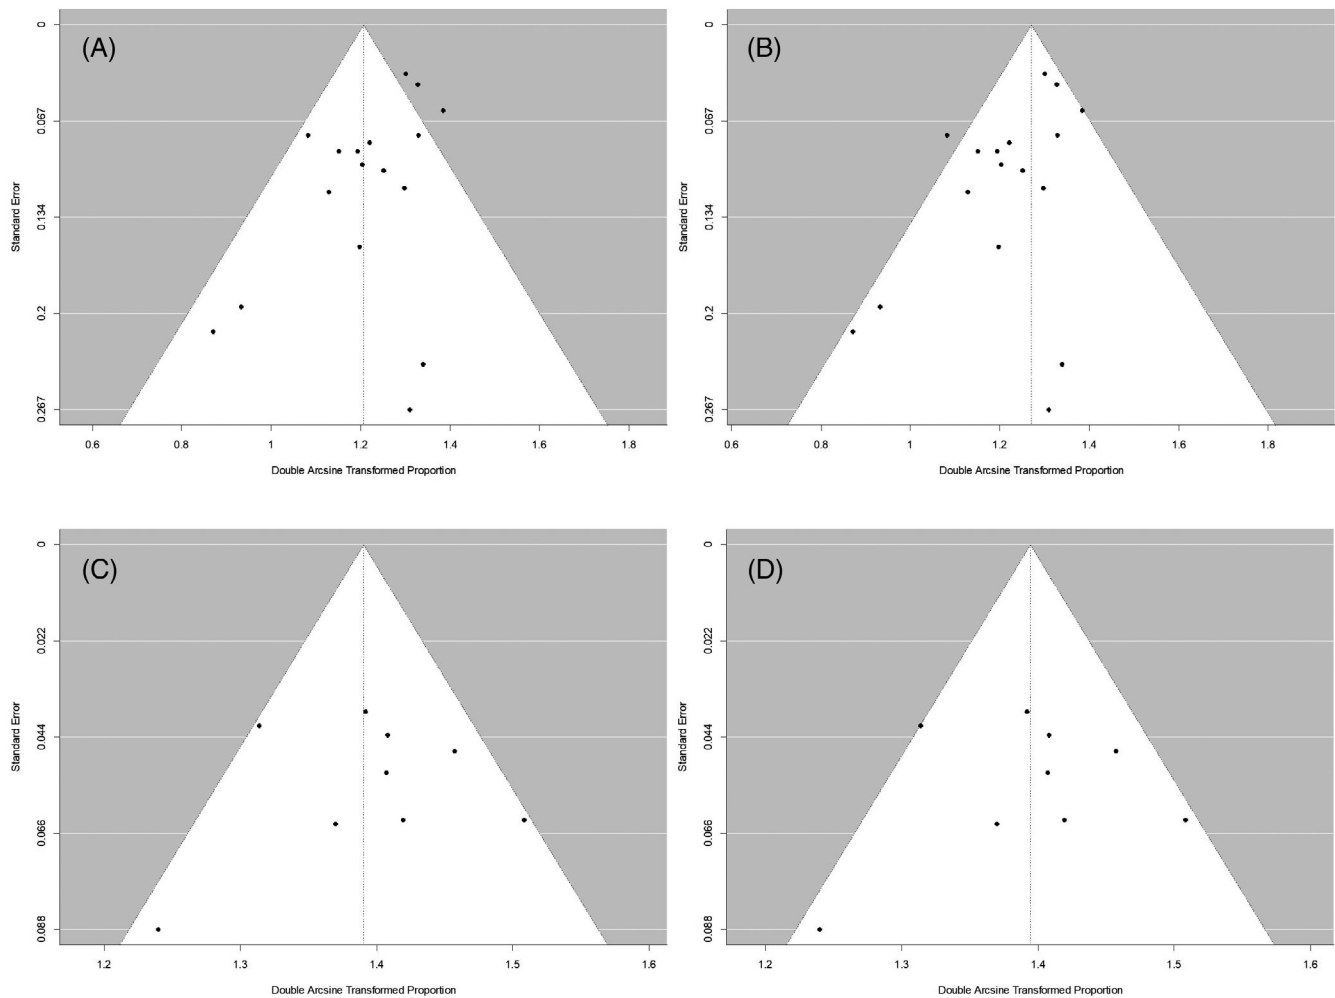 (A)
Standard Error
0
0.067
0.134
0.2
0.267
0.6 0.8 1 1.2 1.4 1.6 1.8
Double Arcsine Transformed Proportion
(B)
Standard Error
0
0.067
0.134
0.2
0.267
0.6 0.8 1 1.2 1.4 1.6 1.8
Double Arcsine Transformed Proportion
(C)
Standard Error
0
0.022
0.044
0.066
0.088
1.2 1.3 1.4 1.5 1.6
Double Arcsine Transformed Proportion
(D)
Standard Error
0
0.022
0.044
0.066
0.088
1.2 1.3 1.4 1.5 1.6
Double Arcsine Transformed Proportion